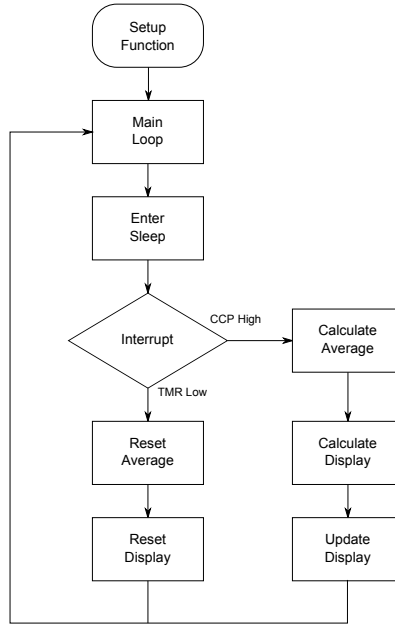 Setup
Function
Main
Loop
Enter
Sleep
Interrupt
CCP High
TMR Low
Calculate
Average
Reset
Average
Calculate
Display
Reset
Display
Update
Display